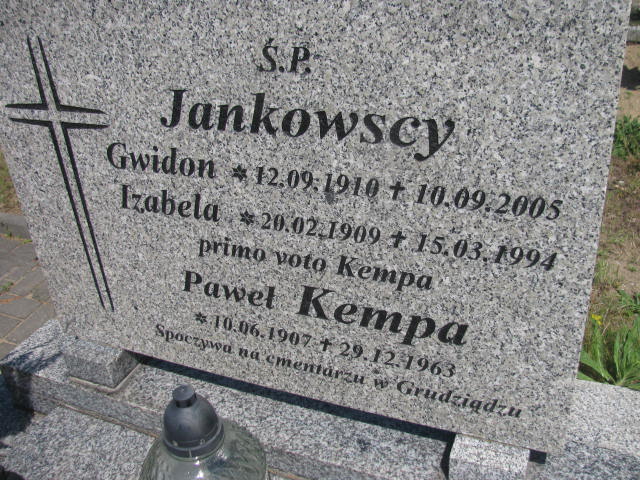 Ś.P.
Jankowscy
Gwidon * 12.09.1910 + 10.09.2005
Izabela * 20.02.1909 + 15.03.1994
primo voto Kempa
Paweł Kempa
* 10.06.1907 + 29.12.1963
Spoczywa na cmentarzu w Grudziądzu